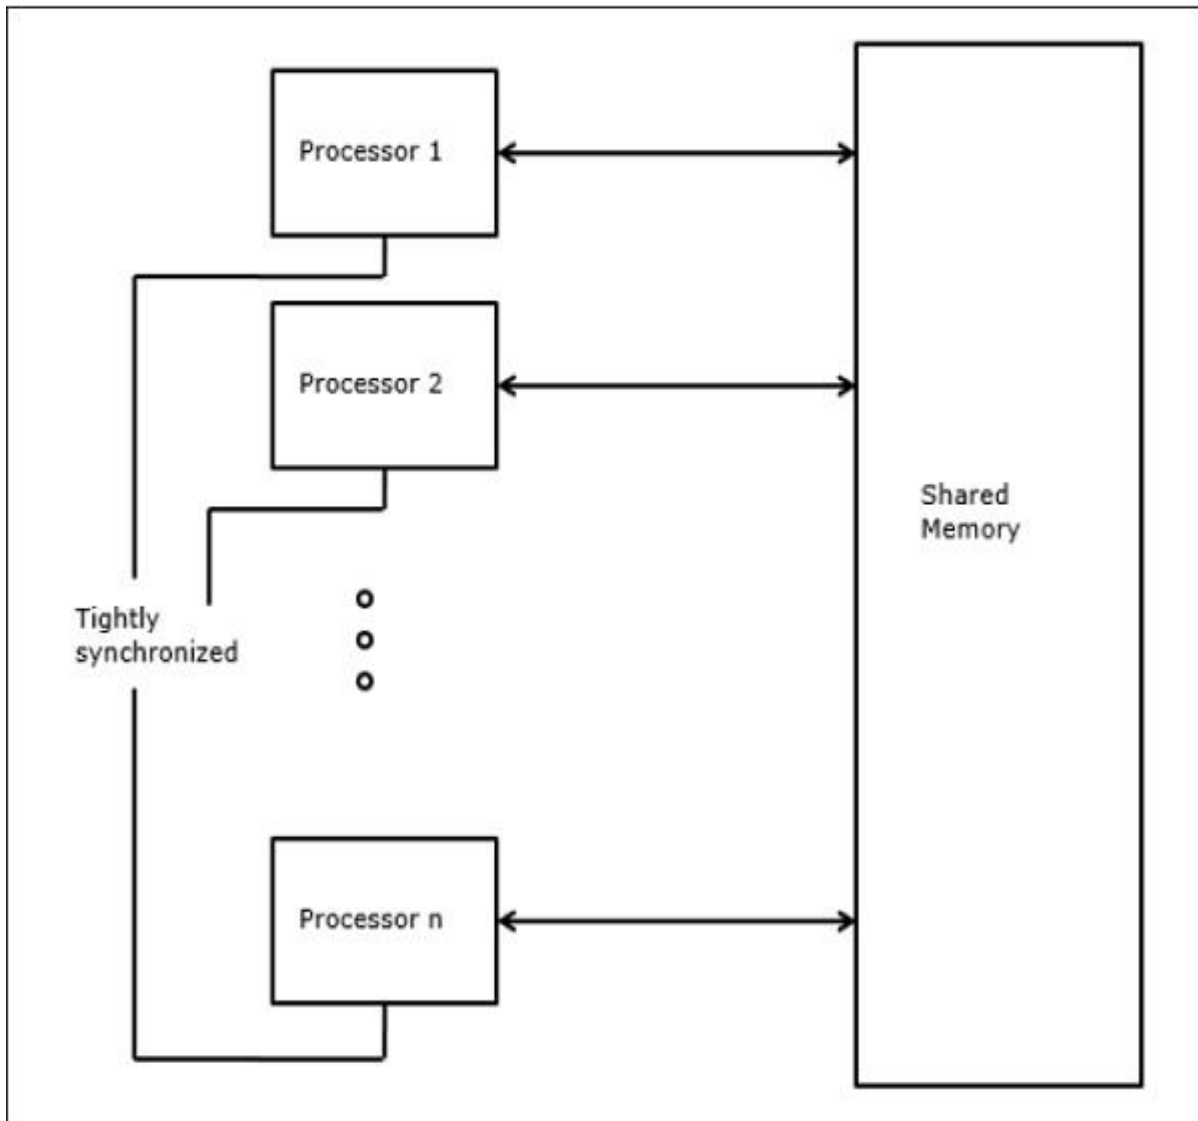 Processor 1
Processor 2
Shared
Memory
Tightly
synchronized
Processor n